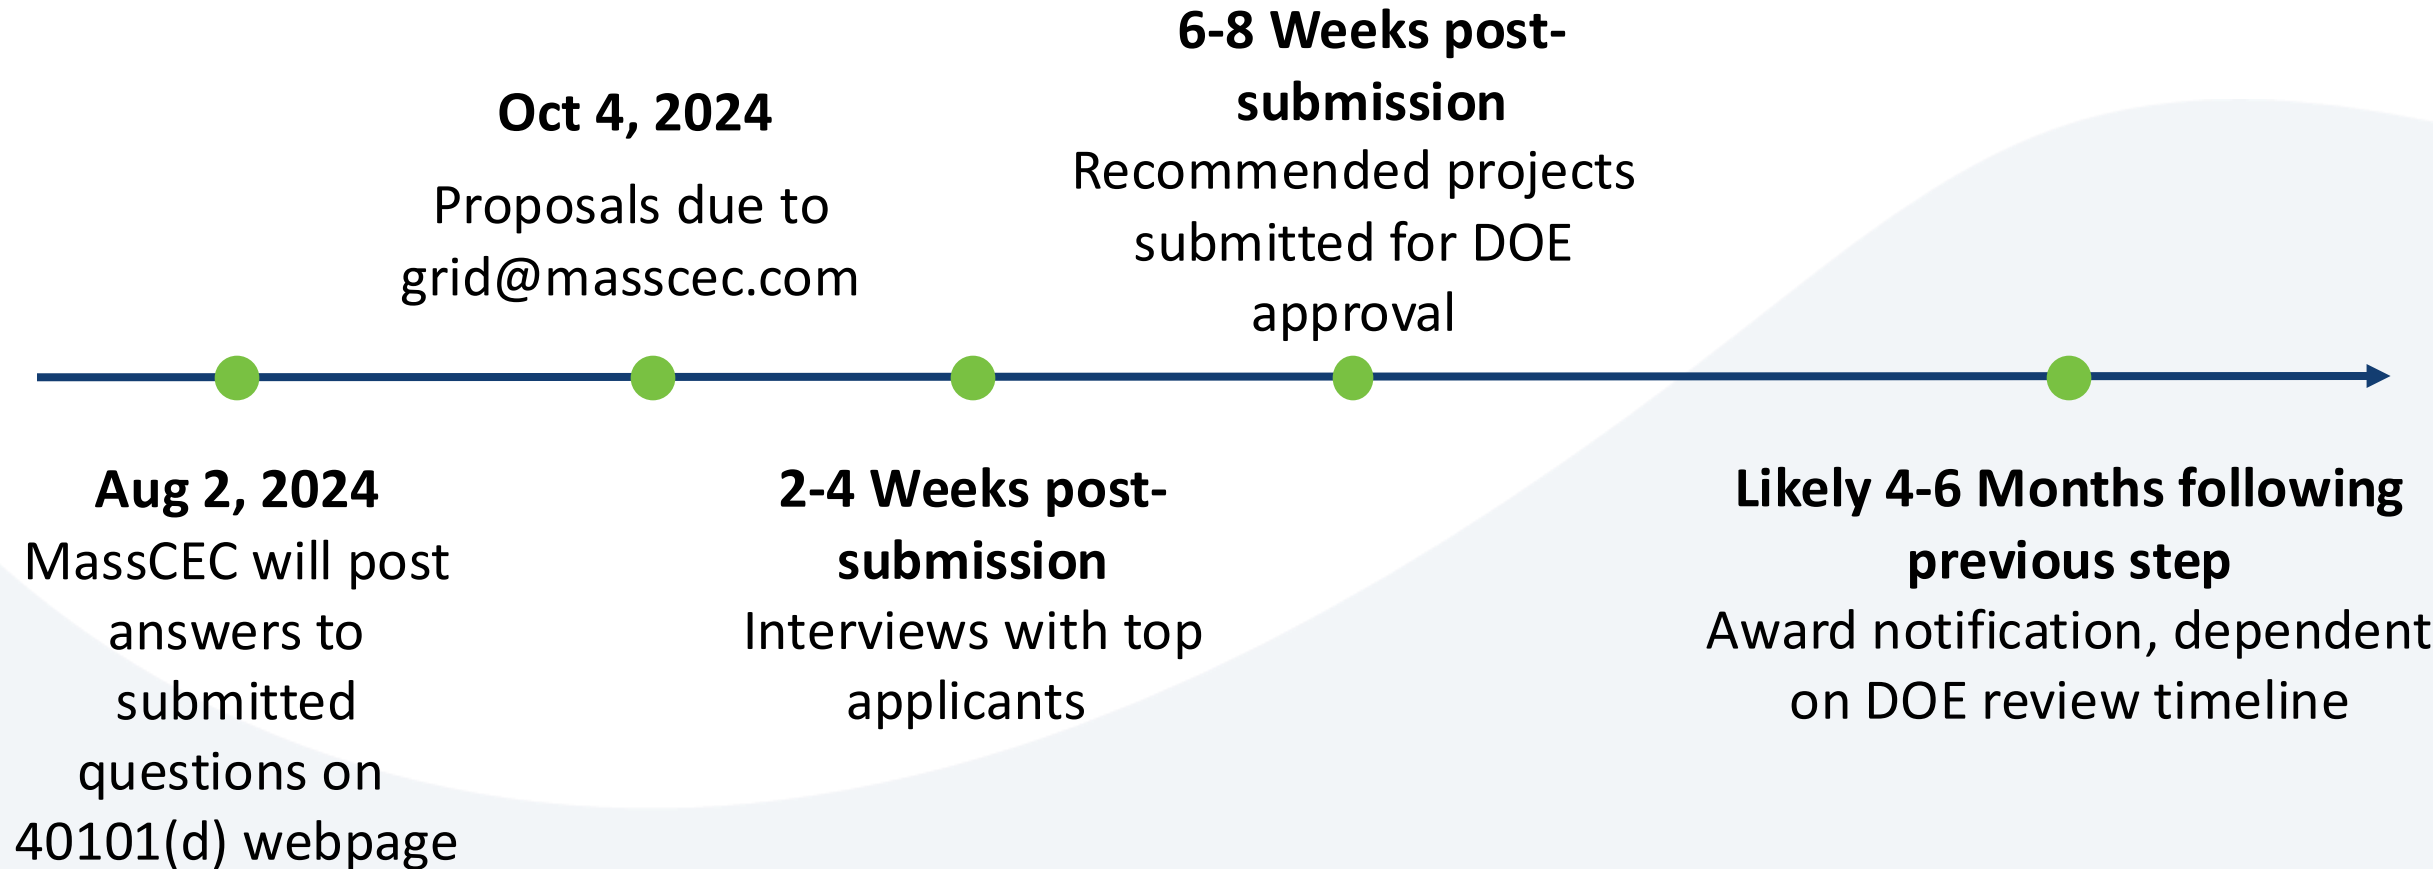 Aug 2, 2024
MassCEC will post
answers to
submitted
questions on
40101(d) webpage
Oct 4, 2024
Proposals due to
grid@masscec.com
2-4 Weeks post-
submission
Interviews with top
applicants
6-8 Weeks post-
submission
Recommended projects
submitted for DOE
approval
Likely 4-6 Months following
previous step
Award notification, dependent
on DOE review timeline